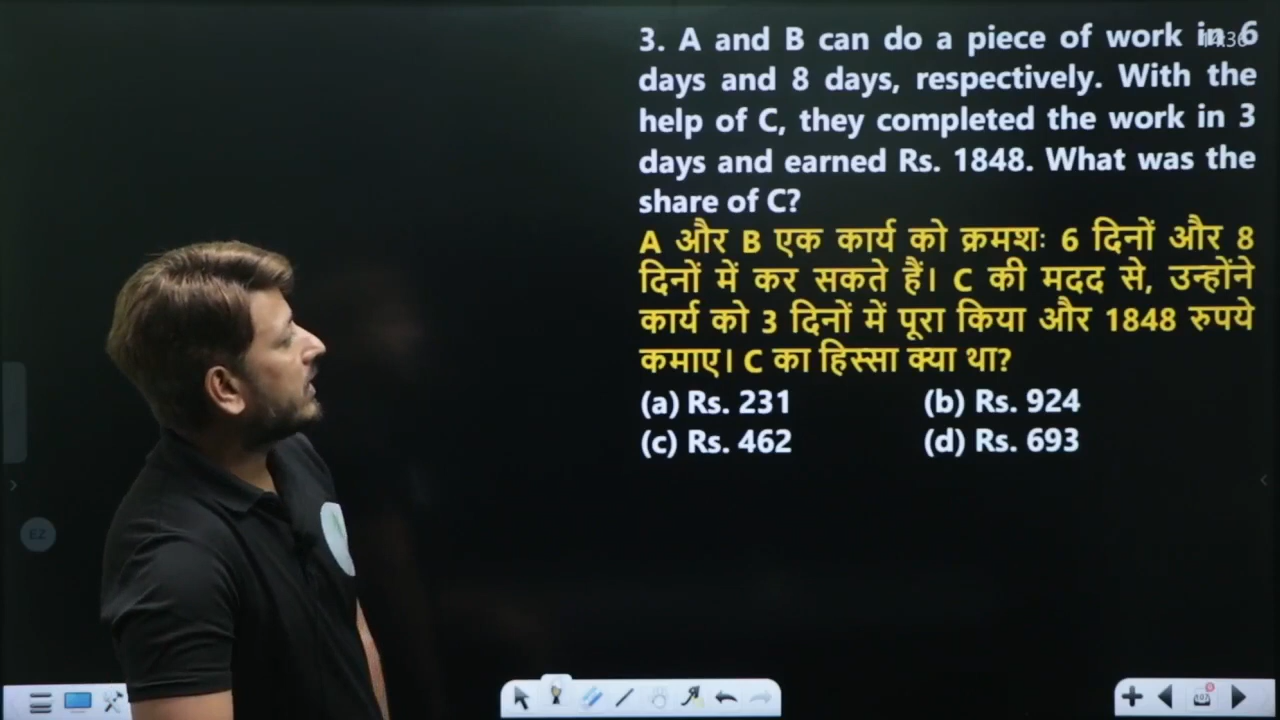 3. A and B can do a piece of work in 6
days and 8 days, respectively. With the
help of C, they completed the work in 3
days and earned Rs. 1848. What was the
share of C?
A और B एक कार्य को क्रमशः 6 दिनों और 8
दिनों में कर सकते हैं। C की मदद से, उन्होंने
कार्य को 3 दिनों में पूरा किया और 1848 रुपये
कमाए। C का हिस्सा क्या था?
(a) Rs. 231 (b) Rs. 924
(c) Rs. 462 (d) Rs. 693
EZ